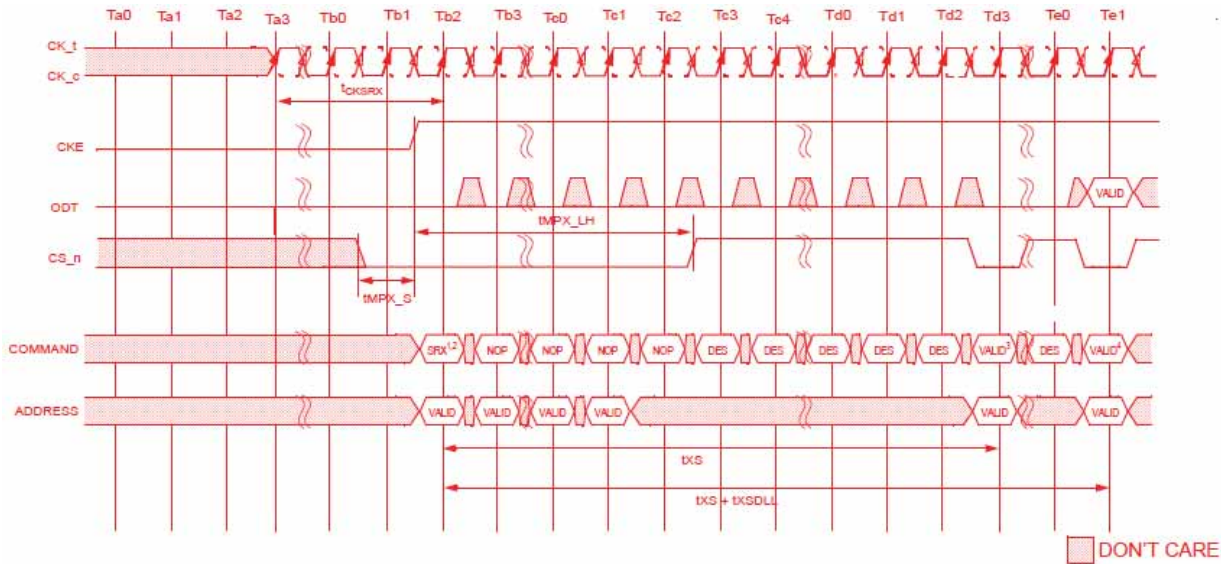 Ta0 Ta1 Ta2 Ta3 Tb0 Tb1 Tb2 Tb3 Tc0 Tc1 Tc2 Tc3 Tc4 Td0 Td1 Td2 Td3 Te0 Te1
CK_t
CK_c
tCKSRX
CKE
VALID
ODT
tMPX_LH
CS_n
tMPX_S
COMMAND SRX1,2 NOP NOP NOP NOP DES DES DES DES DES VALID3 DES VALID4
ADDRESS VALID VALID VALID VALID VALID VALID
tXS
tXS + tXSDLL
DON'T CARE